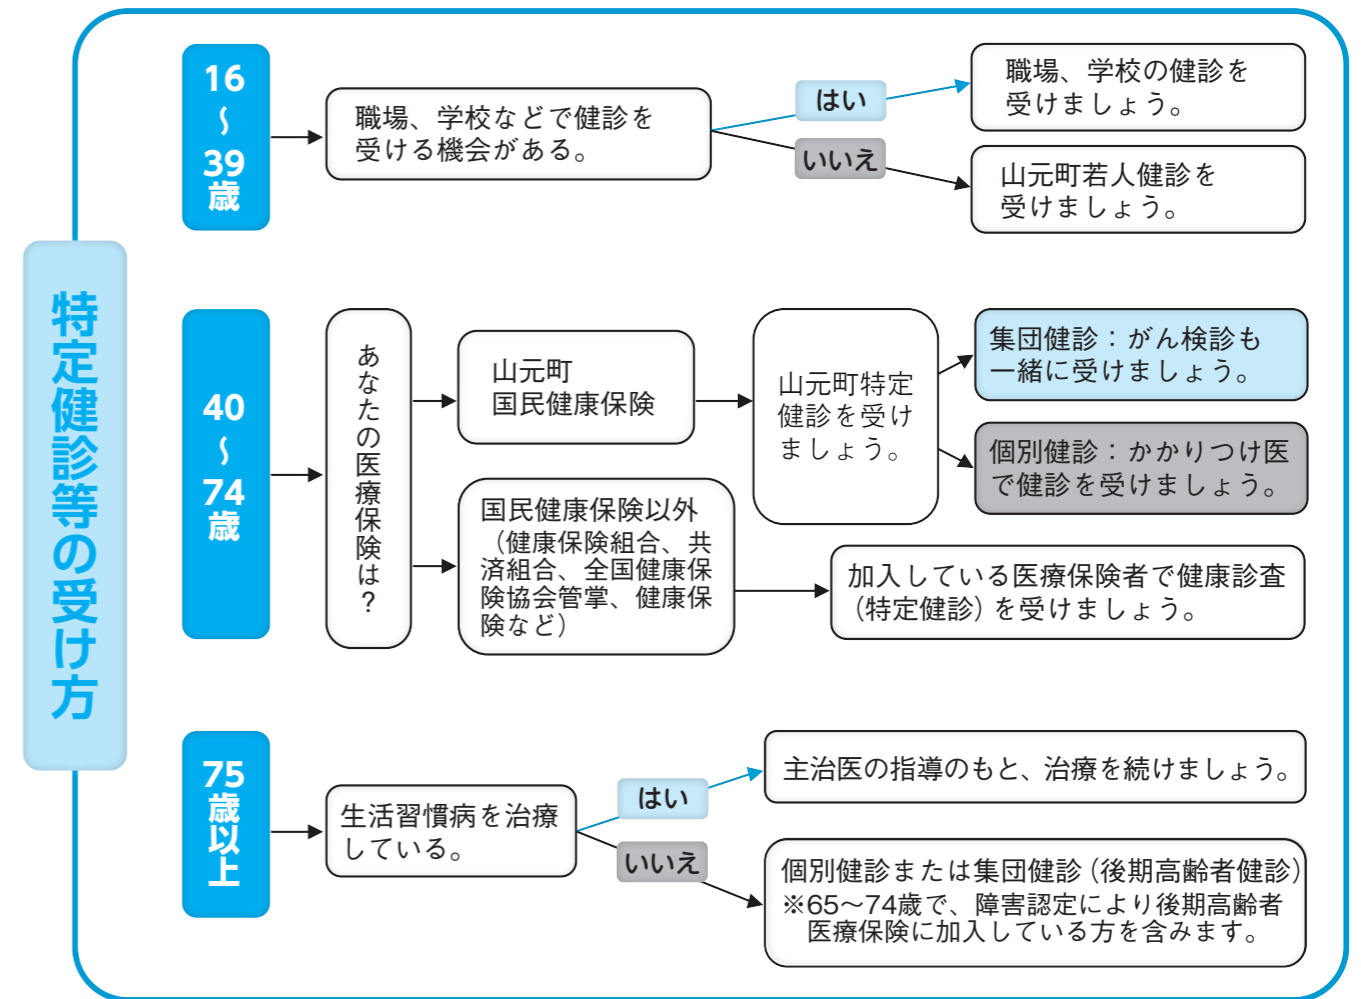 特定健診等の受け方
16
〜
39
歳
職場、学校などで健診を
受ける機会がある。
はい
職場、学校の健診を
受けましょう。
いいえ
山元町若人健診を
受けましょう。
40
〜
74
歳
あなたの医療保険は？
山元町
国民健康保険
山元町特定
健診を受け
ましょう。
集団健診：がん検診も
一緒に受けましょう。
個別健診：かかりつけ医
で健診を受けましょう。
国民健康保険以外
（健康保険組合、共
済組合、全国健康保
険協会管掌、健康保
険など）
加入している医療保険者で健康診査
（特定健診）を受けましょう。
75
歳
以
上
生活習慣病を治療
している。
はい
主治医の指導のもと、治療を続けましょう。
いいえ
個別健診または集団健診（後期高齢者健診）
※65〜74歳で、障害認定により後期高齢者
医療保険に加入している方を含みます。